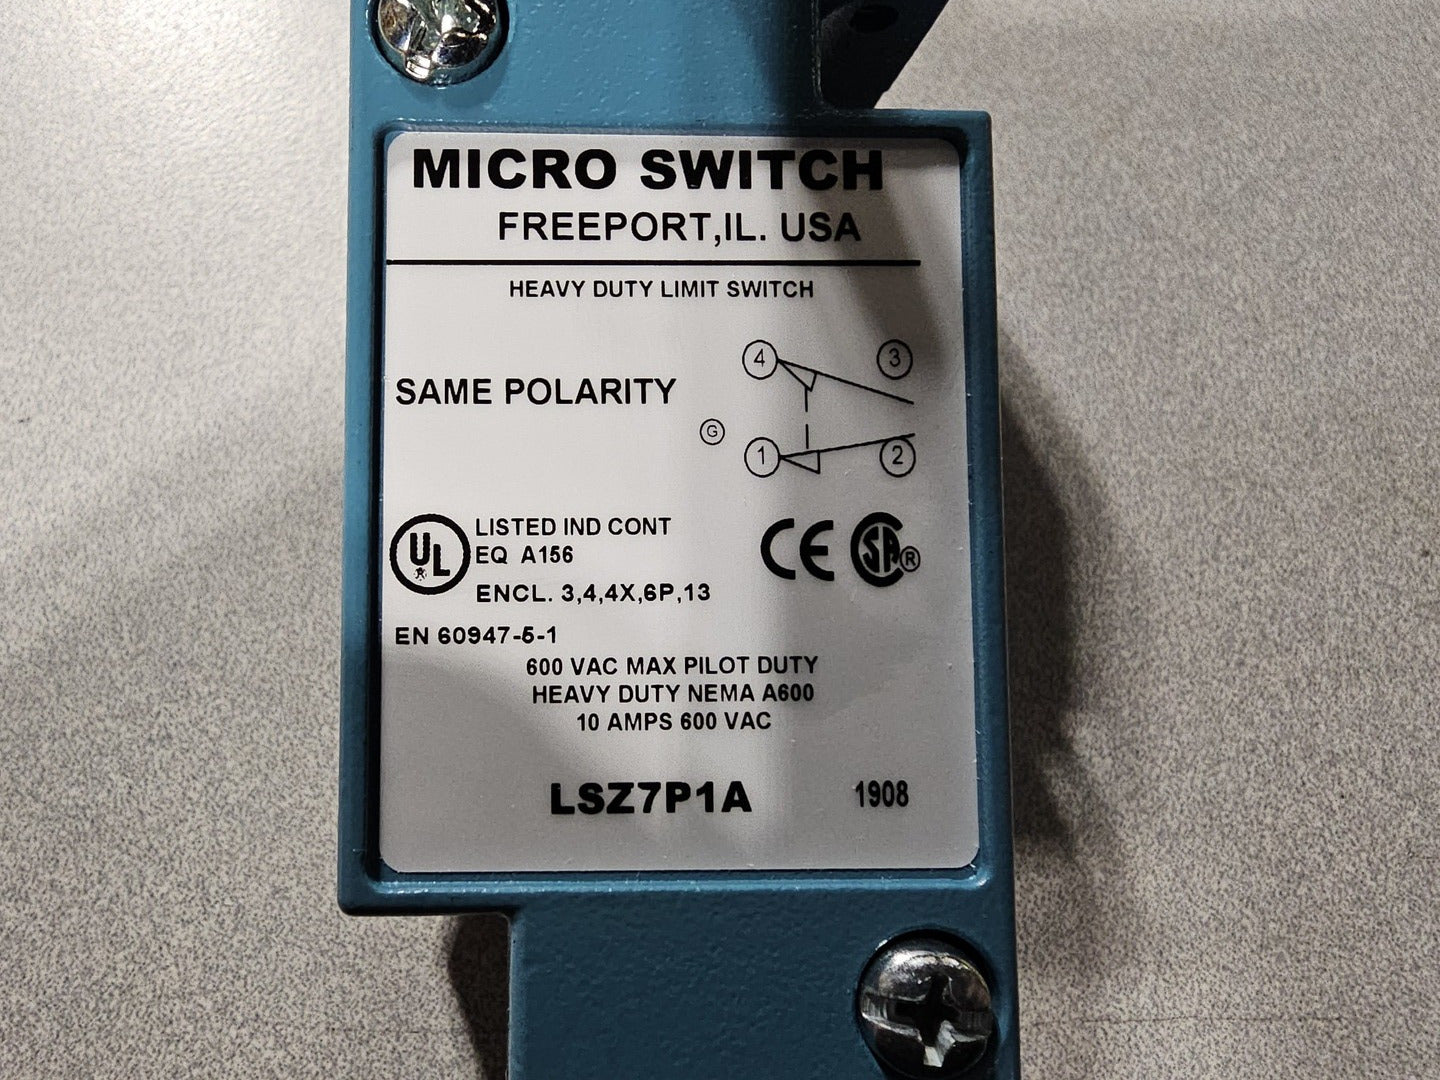 MICRO SWITCH
FREEPORT,IL. USA
HEAVY DUTY LIMIT SWITCH
4 3
SAME POLARITY
G
1 2
UL
LISTED IND CONT
EQ A156
ENCL. 3,4,4X,6P,13
CE SA®
EN 60947-5-1
600 VAC MAX PILOT DUTY
HEAVY DUTY NEMA A600
10 AMPS 600 VAC
LSZ7P1A 1908